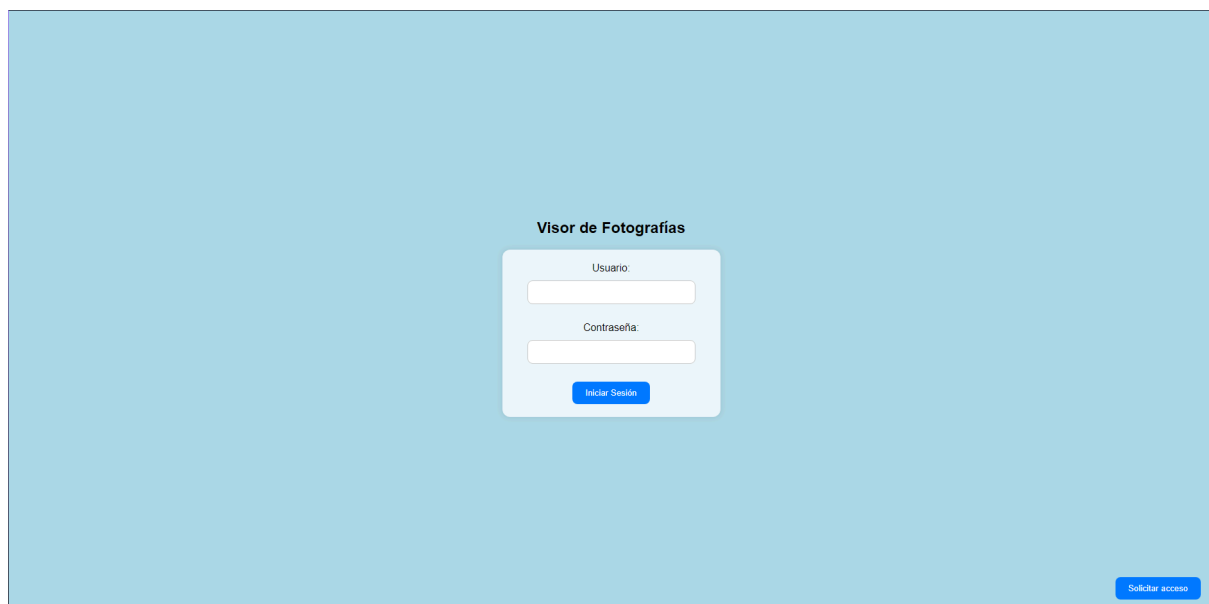 Visor de Fotografías
Usuario:
Contraseña:
Iniciar Sesión
Solicitar acceso